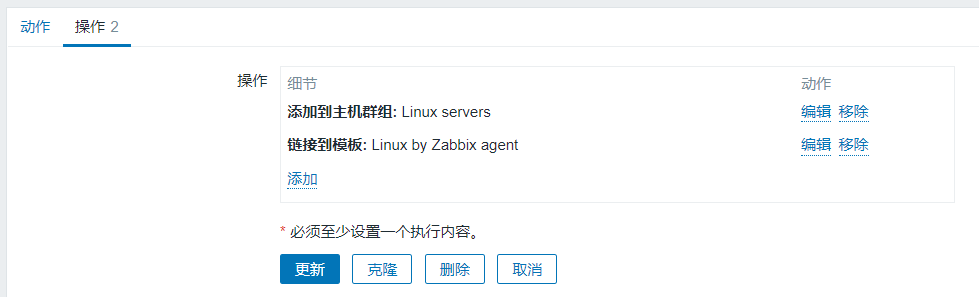 动作 操作 2
操作 细节 动作
添加到主机群组: Linux servers 编辑 移除
链接到模板: Linux by Zabbix agent 编辑 移除
添加
* 必须至少设置一个执行内容。
更新 克隆 删除 取消